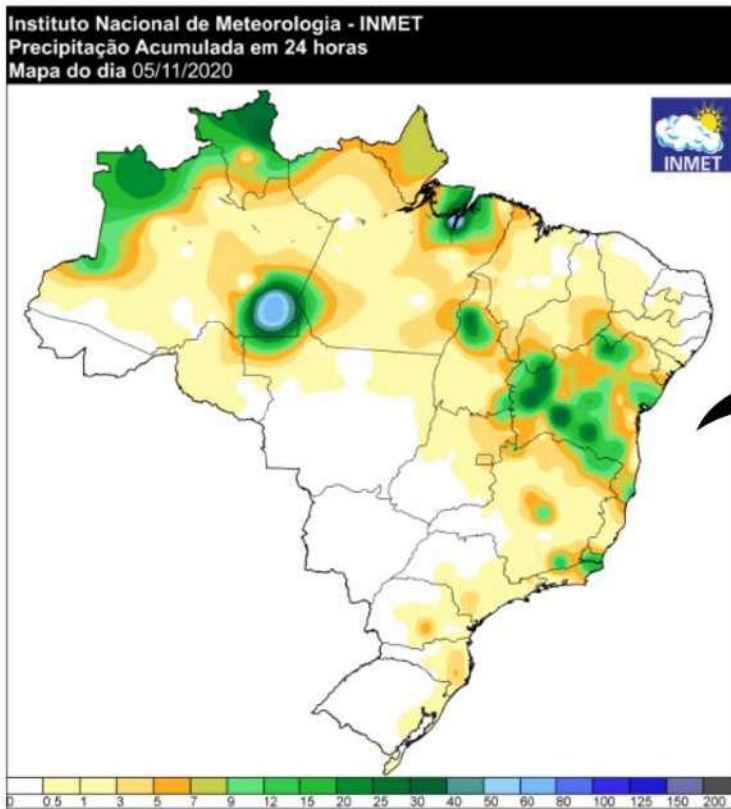 Instituto Nacional de Meteorologia - INMET
Precipitação Acumulada em 24 horas
Mapa do dia 05/11/2020
INMET
0 0.5 1 3 5 7 9 12 15 20 25 30 40 50 60 80 100 125 150 200